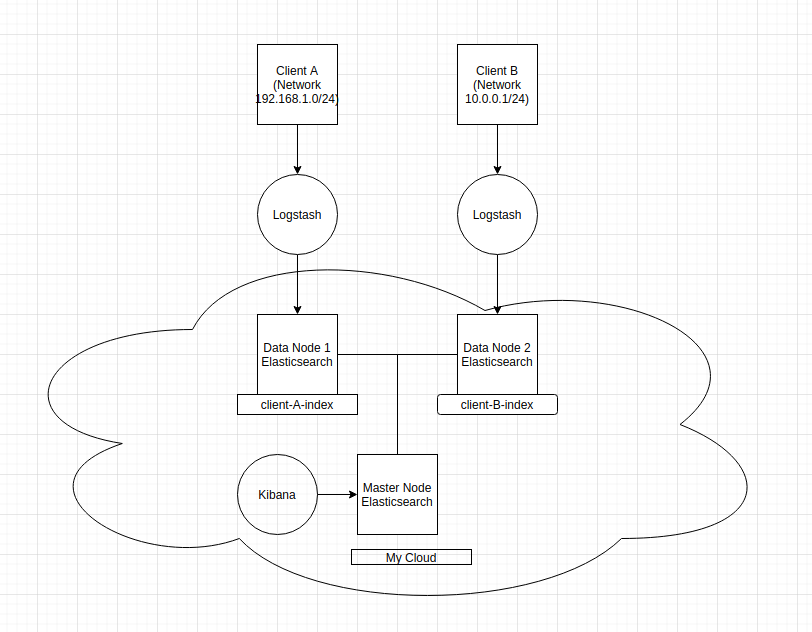 Client A
(Network
192.168.1.0/24)
Client B
(Network
10.0.0.1/24)
Logstash
Logstash
Data Node 1
Elasticsearch
Data Node 2
Elasticsearch
client-A-index
client-B-index
Kibana
Master Node
Elasticsearch
My Cloud